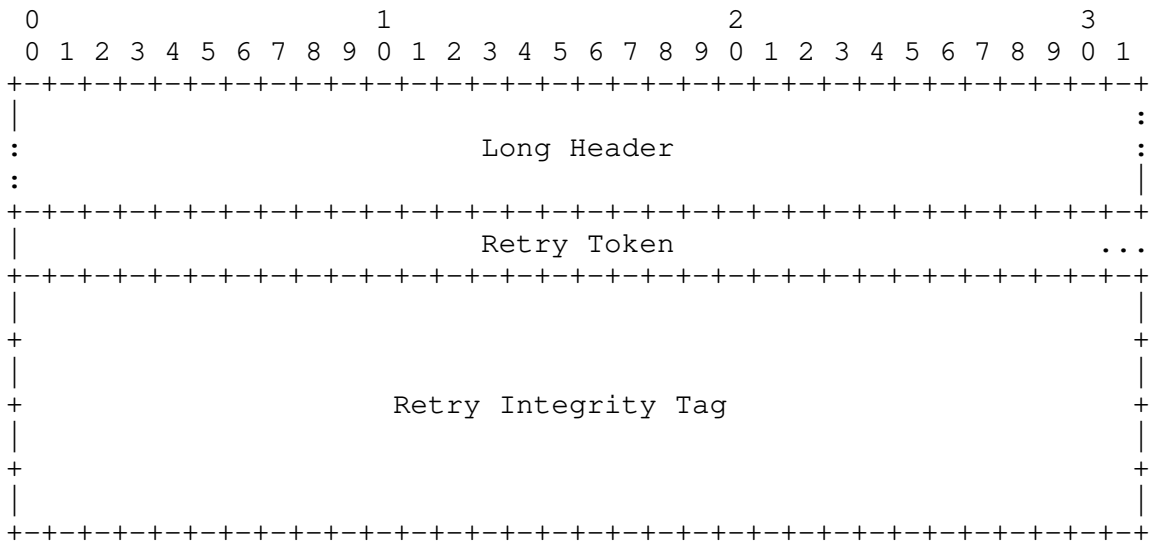 0                   1                   2                   3
 0 1 2 3 4 5 6 7 8 9 0 1 2 3 4 5 6 7 8 9 0 1 2 3 4 5 6 7 8 9 0 1
+-+-+-+-+-+-+-+-+-+-+-+-+-+-+-+-+-+-+-+-+-+-+-+-+-+-+-+-+-+-+-+-+
|                                                               :
:                          Long Header                          :
:                                                               |
+-+-+-+-+-+-+-+-+-+-+-+-+-+-+-+-+-+-+-+-+-+-+-+-+-+-+-+-+-+-+-+-+
|                          Retry Token                        ...
+-+-+-+-+-+-+-+-+-+-+-+-+-+-+-+-+-+-+-+-+-+-+-+-+-+-+-+-+-+-+-+-+
|                                                               |
+                                                               +
|                                                               |
+                     Retry Integrity Tag                       +
|                                                               |
+                                                               +
|                                                               |
+-+-+-+-+-+-+-+-+-+-+-+-+-+-+-+-+-+-+-+-+-+-+-+-+-+-+-+-+-+-+-+-+